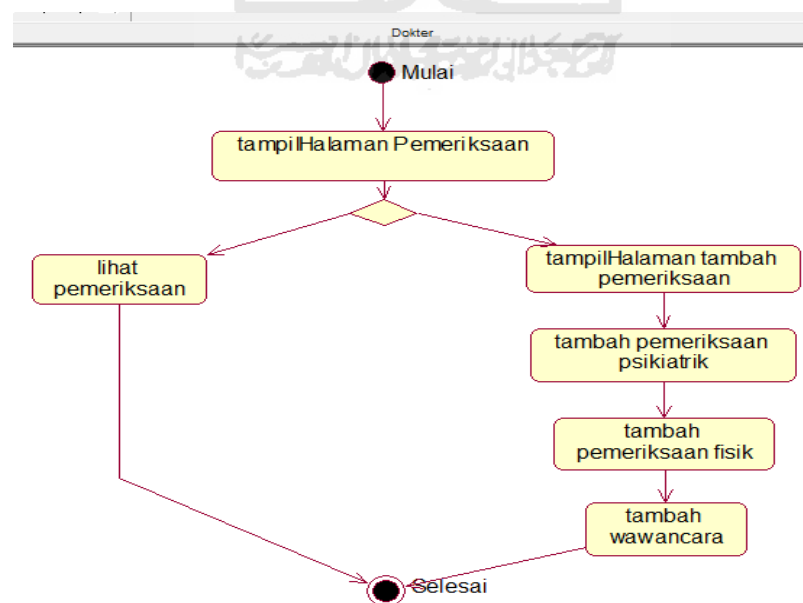 Dokter
Mulai
tampilHalaman Pemeriksaan
lihat
pemeriksaan
tampilHalaman tambah
pemeriksaan
tambah pemeriksaan
psikiatrik
tambah
pemeriksaan fisik
tambah
wawancara
Selesai